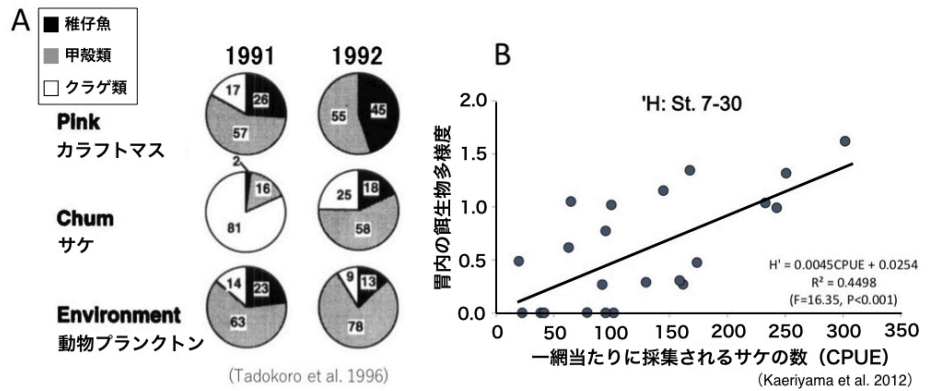 A
稚仔魚
甲殻類
クラゲ類
1991
1992
Pink
カラフトマス
17
26
57
55
45
Chum
サケ
2
16
81
25
18
58
Environment
動物プランクトン
14
23
63
9
13
78
(Tadokoro et al. 1996)
B
'H: St. 7-30
胃内の餌生物多様度
2.0
1.5
1.0
0.5
0.0
H' = 0.0045CPUE + 0.0254
R² = 0.4498
(F=16.35, P<0.001)
0
50
100
150
200
250
300
350
一網当たりに採集されるサケの数（CPUE）
(Kaeriyama et al. 2012)